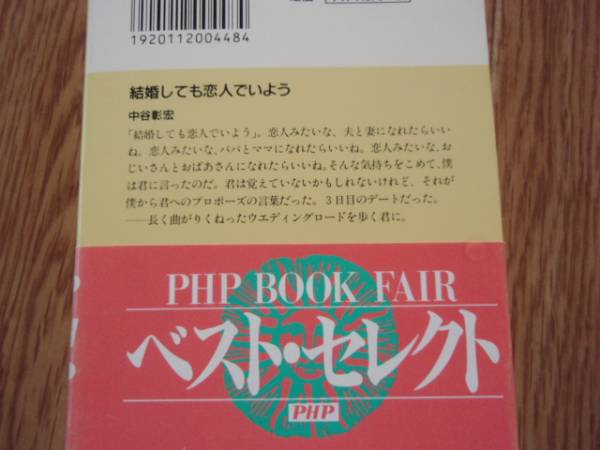 1920112004484
結婚しても恋人でいよう
中谷彰宏
「結婚しても恋人でいよう」。恋人みたいな、夫と妻になれたらいい
ね。恋人みたいな、パパとママになれたらいいね。恋人みたいな、お
じいさんとおばあさんになれたらいいね。そんな気持ちをこめて、僕
は君に言ったのだ。君は覚えていないかもしれないけれど、それが
僕から君へのプロポーズの言葉だった。3日目のデートだった。
──長く曲がりくねったウエディングロードを歩く君に。
PHP BOOK FAIR
ベスト・セレクト
PHP